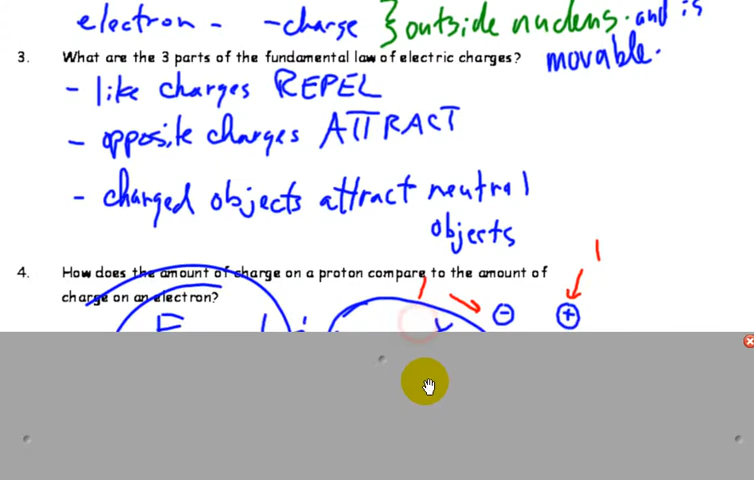 electron - -charge } outside nucleus. and is
movable.
3. What are the 3 parts of the fundamental law of electric charges?
- like charges REPEL
- opposite charges ATTRACT
- charged objects attract neutral
objects
4. How does the amount of charge on a proton compare to the amount of
charge on an electron?
- +